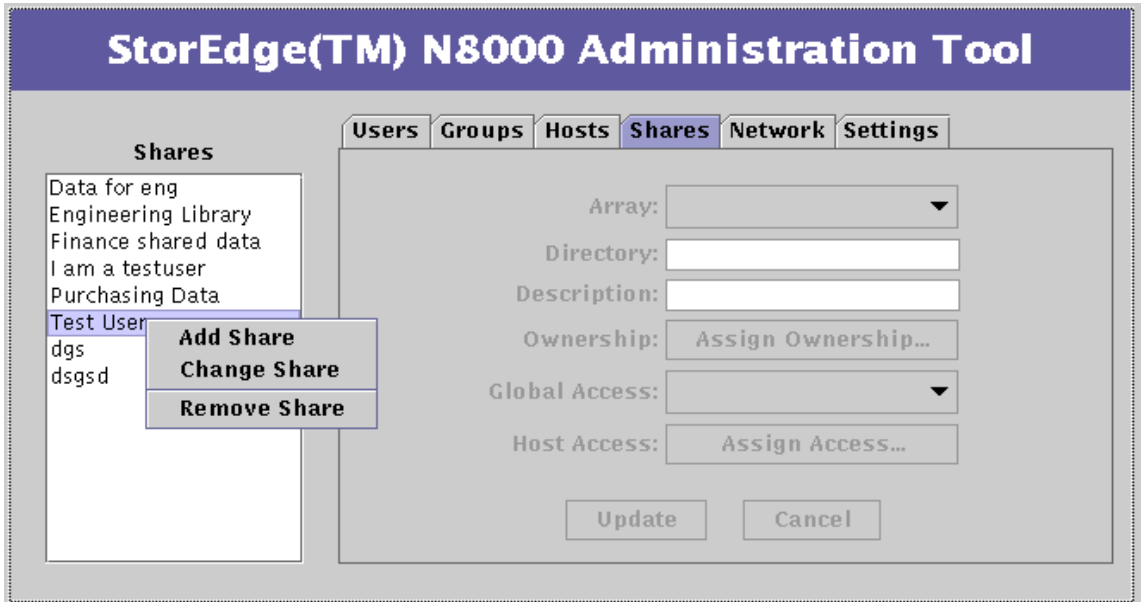 StorEdge(TM) N8000 Administration Tool
Users Groups Hosts Shares Network Settings
Shares
Data for eng
Engineering Library
Finance shared data
I am a testuser
Purchasing Data
Test User
dgs
dsgsd
Add Share
Change Share
Remove Share
Array:
Directory:
Description:
Ownership: Assign Ownership...
Global Access:
Host Access: Assign Access...
Update Cancel